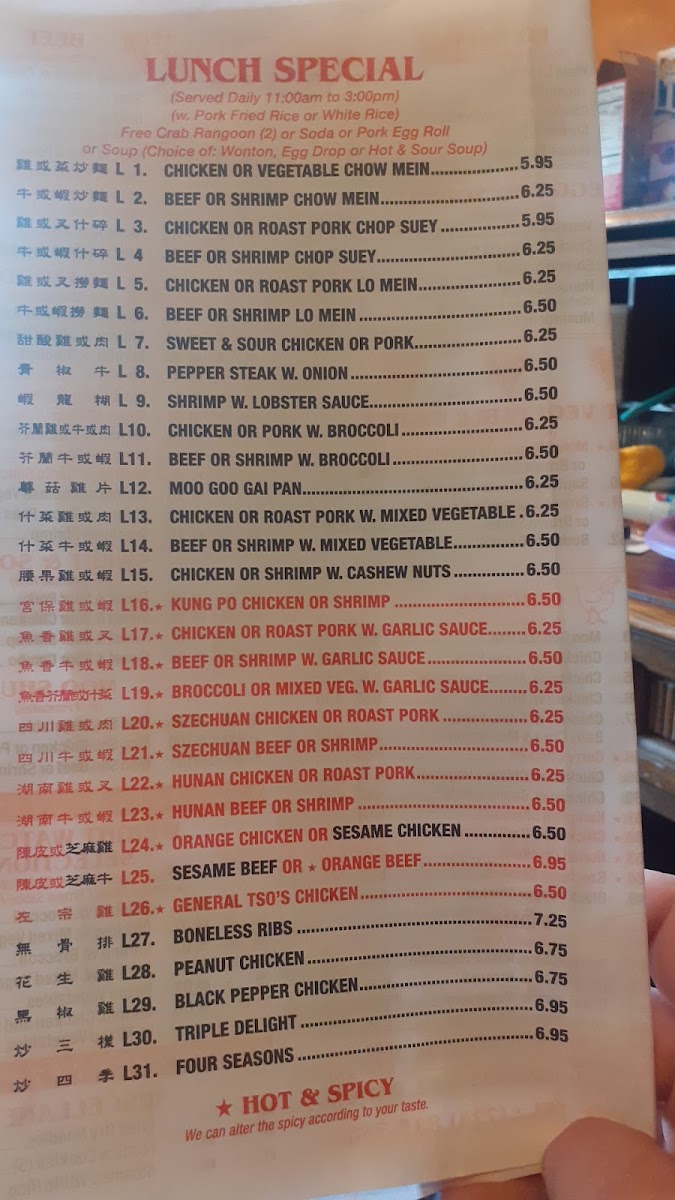 LUNCH SPECIAL
(Served Daily 11:00am to 3:00pm)
(w. Pork Fried Rice or White Rice)
Free Crab Rangoon (2) or Soda or Pork Egg Roll
or Soup (Choice of: Wonton, Egg Drop or Hot & Sour Soup)
雞或菜炒麵 L 1. CHICKEN OR VEGETABLE CHOW MEIN....................5.95
牛或蝦炒麵 L 2. BEEF OR SHRIMP CHOW MEIN................................6.25
雞或叉什碎 L 3. CHICKEN OR ROAST PORK CHOP SUEY ..................5.95
牛或蝦什碎 L 4 BEEF OR SHRIMP CHOP SUEY.................................6.25
雞或叉撈麵 L 5. CHICKEN OR ROAST PORK LO MEIN.......................6.25
牛或蝦撈麵 L 6. BEEF OR SHRIMP LO MEIN ....................................6.50
甜酸雞或肉 L 7. SWEET & SOUR CHICKEN OR PORK........................6.25
青椒牛 L 8. PEPPER STEAK W. ONION ......................................6.50
蝦龍糊 L 9. SHRIMP W. LOBSTER SAUCE..................................6.50
芥蘭雞或牛或肉 L10. CHICKEN OR PORK W. BROCCOLI ...........................6.25
芥蘭牛或蝦 L11. BEEF OR SHRIMP W. BROCCOLI .............................6.50
蘑菇雞片 L12. MOO GOO GAI PAN................................................6.25
什菜雞或肉 L13. CHICKEN OR ROAST PORK W. MIXED VEGETABLE .6.25
什菜牛或蝦 L14. BEEF OR SHRIMP W. MIXED VEGETABLE...............6.50
腰果雞或蝦 L15. CHICKEN OR SHRIMP W. CASHEW NUTS ...............6.50
宮保雞或蝦 L16.★ KUNG PO CHICKEN OR SHRIMP ............................6.50
魚香雞或叉 L17.★ CHICKEN OR ROAST PORK W. GARLIC SAUCE........6.25
魚香牛或蝦 L18.★ BEEF OR SHRIMP W. GARLIC SAUCE .....................6.50
魚香芥蘭或什菜 L19.★ BROCCOLI OR MIXED VEG. W. GARLIC SAUCE........6.25
四川雞或肉 L20.★ SZECHUAN CHICKEN OR ROAST PORK ..................6.25
四川牛或蝦 L21.★ SZECHUAN BEEF OR SHRIMP................................6.50
湖南雞或叉 L22.★ HUNAN CHICKEN OR ROAST PORK........................6.25
湖南牛或蝦 L23.★ HUNAN BEEF OR SHRIMP ....................................6.50
陳皮或芝麻雞 L24.★ ORANGE CHICKEN OR SESAME CHICKEN ..............6.50
陳皮或芝麻牛 L25. SESAME BEEF OR ★ ORANGE BEEF.......................6.95
左宗雞 L26.★ GENERAL TSO'S CHICKEN ....................................6.50
無骨排 L27. BONELESS RIBS ..................................................7.25
花生雞 L28. PEANUT CHICKEN ...............................................6.75
黑椒雞 L29. BLACK PEPPER CHICKEN......................................6.75
炒三樣 L30. TRIPLE DELIGHT .................................................6.95
炒四季 L31. FOUR SEASONS .................................................6.95
★ HOT & SPICY
We can alter the spicy according to your taste.